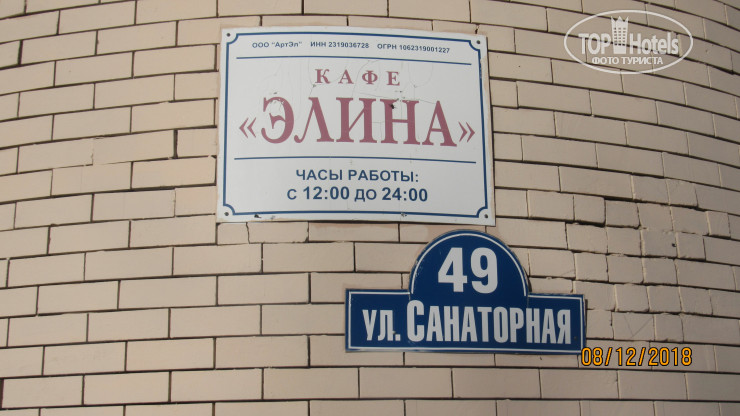 ООО "АртЭл" ИНН 2319036728 ОГРН 1062319001227
КАФЕ
«ЭЛИНА»
ЧАСЫ РАБОТЫ:
С 12:00 ДО 24:00
49
УЛ. САНАТОРНАЯ
TOP Hotels
ФОТО ТУРИСТА
08/12/2018